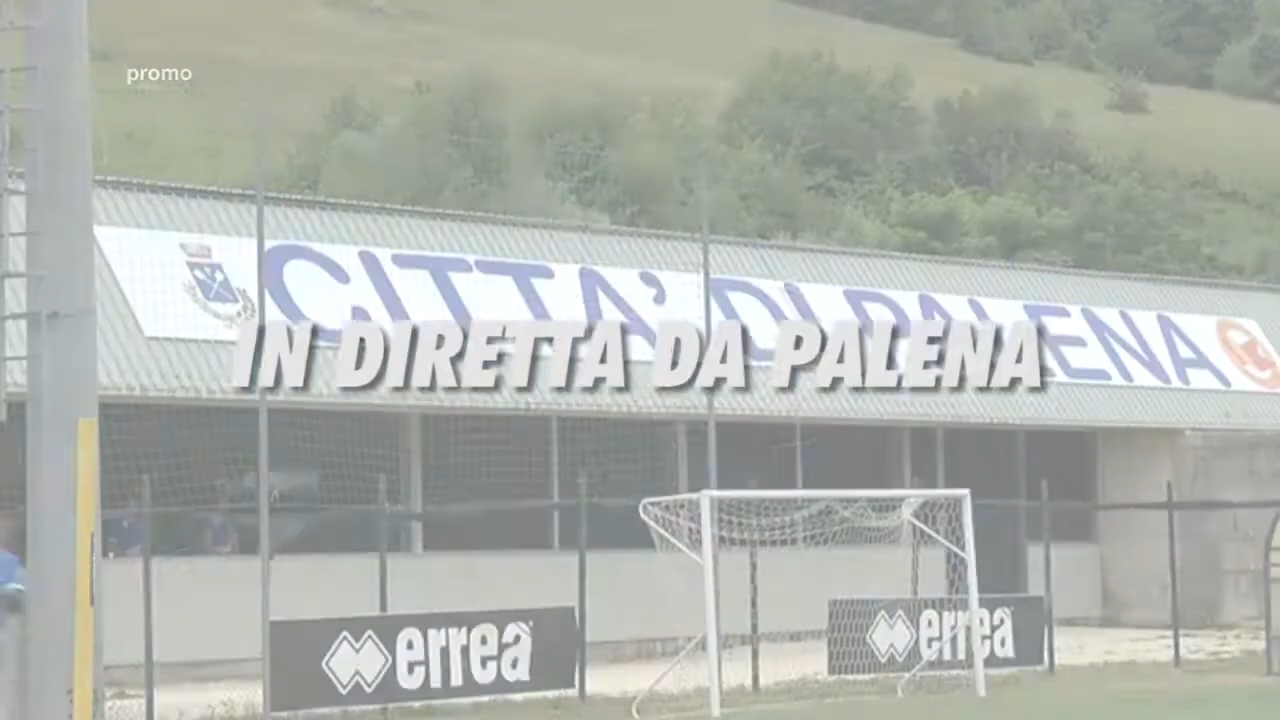 promo
CITTA' DI PALENA
IN DIRETTA DA PALENA
errea
errea